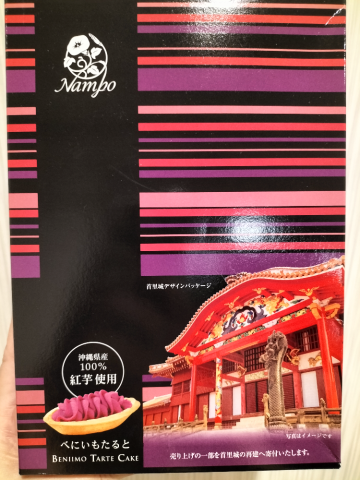 Nampo
首里城デザインパッケージ
沖縄県産
100%
紅芋使用
べにいもたると
BENIIMO TARTE CAKE
写真はイメージです
売り上げの一部を首里城の再建へ寄付いたします。